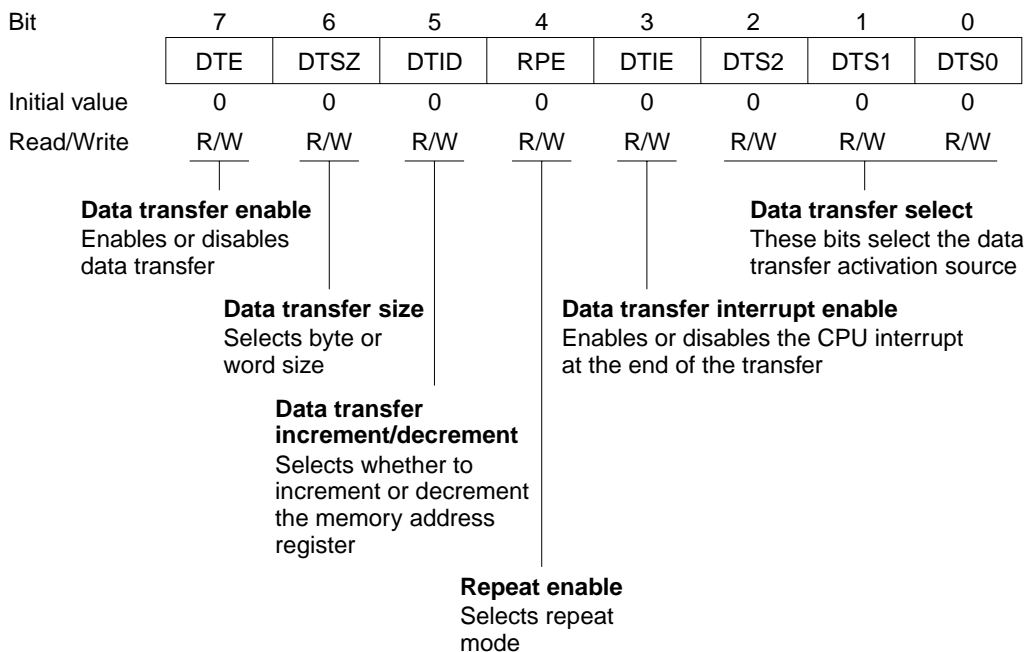 Bit 7 6 5 4 3 2 1 0
DTE DTSZ DTID RPE DTIE DTS2 DTS1 DTS0
Initial value 0 0 0 0 0 0 0 0
Read/Write R/W R/W R/W R/W R/W R/W R/W R/W
Data transfer enable
Enables or disables
data transfer
Data transfer select
These bits select the data
transfer activation source
Data transfer size
Selects byte or
word size
Data transfer interrupt enable
Enables or disables the CPU interrupt
at the end of the transfer
Data transfer
increment/decrement
Selects whether to
increment or decrement
the memory address
register
Repeat enable
Selects repeat
mode